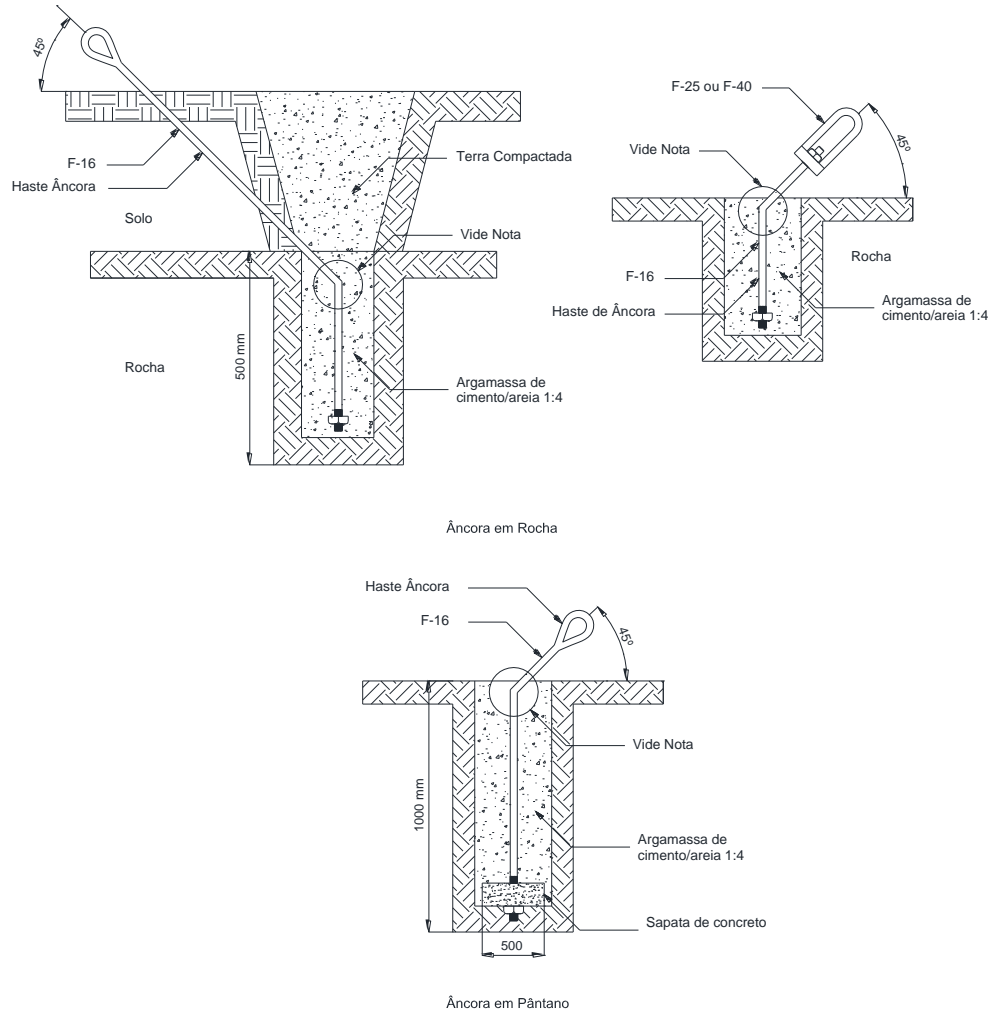 45º
F-16
Haste Âncora
Solo
Terra Compactada
Vide Nota
500 mm
Rocha
Argamassa de
cimento/areia 1:4
F-25 ou F-40
Vide Nota
45º
Rocha
F-16
Haste de Âncora
Argamassa de
cimento/areia 1:4
Âncora em Rocha
Haste Âncora
F-16
45º
Vide Nota
1000 mm
Argamassa de
cimento/areia 1:4
Sapata de concreto
500
Âncora em Pântano